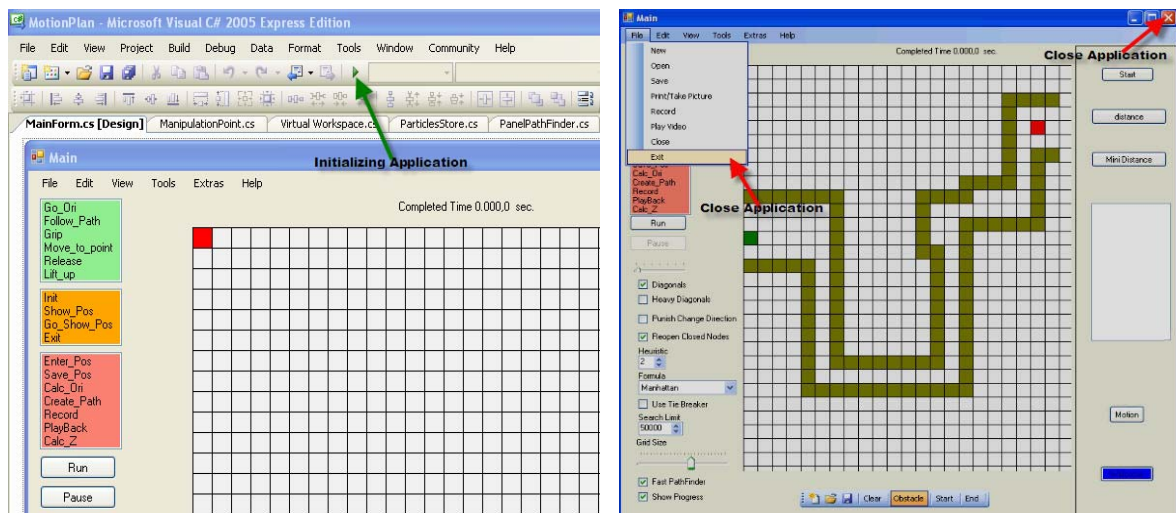 MotionPlan - Microsoft Visual C# 2005 Express Edition
File Edit View Project Build Debug Data Format Tools Window Community Help
MainForm.cs [Design] ManipulationPoint.cs Virtual Workspace.cs ParticlesStore.cs PanelPathFinder.cs
Main
Initializing Application
File Edit View Tools Extras Help
Completed Time 0.000,0 sec.
Go_Ori
Follow_Path
Grip
Move_to_point
Release
Lift_up
Init
Show_Pos
Go_Show_Pos
Exit
Enter_Pos
Save_Pos
Calc_Ori
Create_Path
Record
PlayBack
Calc_Z
Run
Pause
Main
File Edit View Tools Extras Help
Completed Time 0.000,0 sec.
Close Application
New
Open
Save
Print/Take Picture
Record
Play Video
Close
Exit
Calc_Ori
Create_Path
Record
PlayBack
Calc_Z
Close Application
Run
Pause
Diagonals
Heavy Diagonals
Punish Change Direction
Reopen Closed Nodes
Heuristic
2
Formula
Manhattan
Use Tie Breaker
Search Limit
50000
Grid Size
Fast PathFinder
Show Progress
Clear Obstacle Start End
Start
distance
Mini Distance
Motion